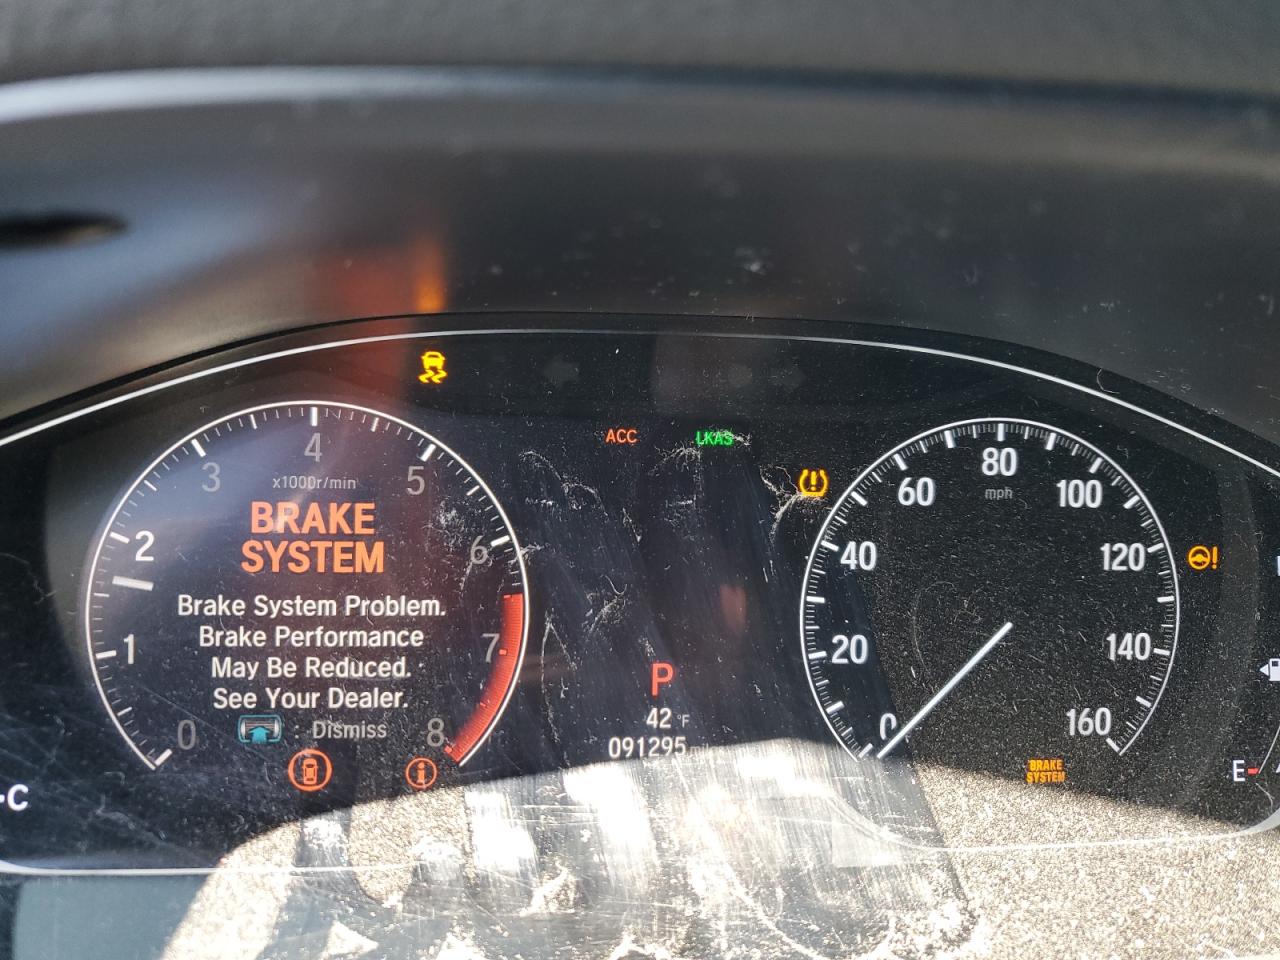 ACC
LKAS
4
3
5
x1000r/min
BRAKE
SYSTEM
2
6
Brake System Problem.
Brake Performance
1
7
May Be Reduced.
See Your Dealer.
0
: Dismiss
8
C
P
42 °F
091295 miles
80
mph
60
100
40
120
20
140
0
160
BRAKE
SYSTEM
E